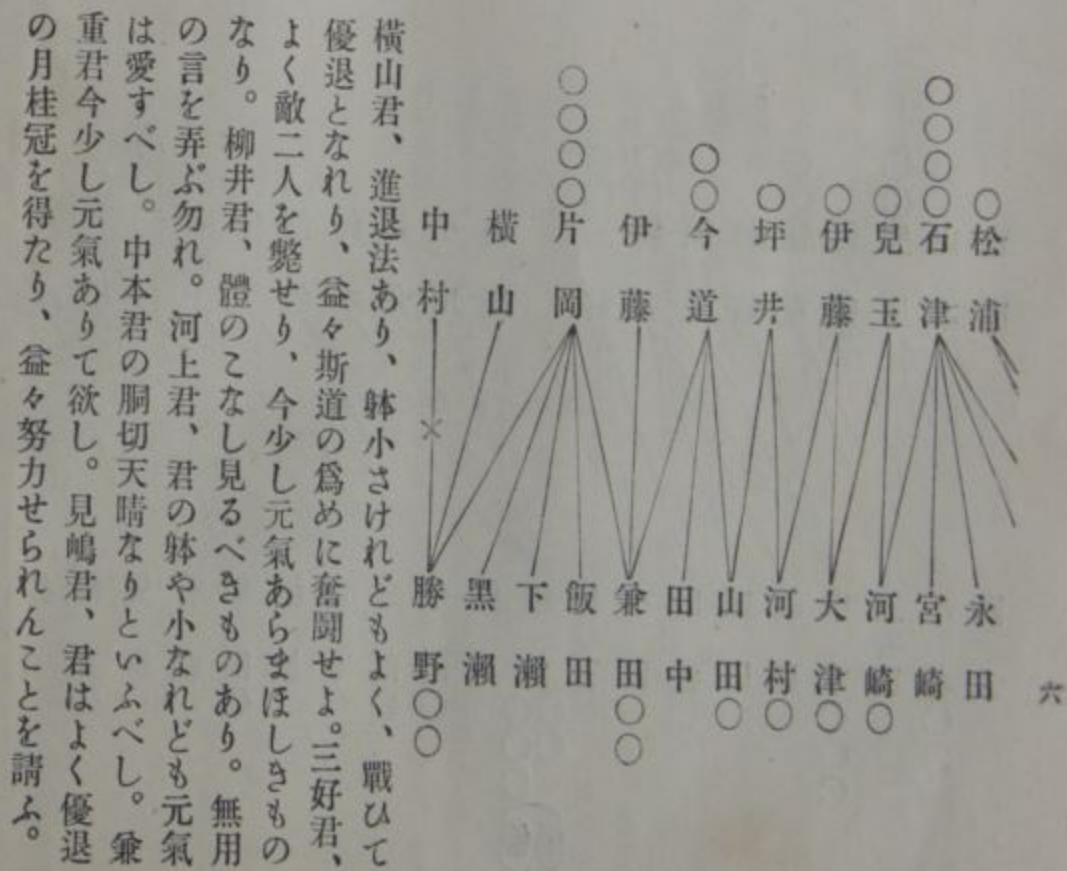 六
○松浦
○○○○石津
○兒玉
○伊藤
○坪井
○○今道
伊藤
○○○○片岡
橫山
中村
×
永田
宮崎
河崎○
大津○
河村○
山田○
田中
兼田○○
飯田
下瀨
黑瀨
勝野○○
橫山君、進退法あり、躰小さけれどもよく、戰ひて
優退となれり、益々斯道の爲めに奮鬪せよ。三好君、
よく敵二人を斃せり、今少し元氣あらまほしきもの
なり。柳井君、體のこなし見るべきものあり。無用
の言を弄ぶ勿れ。河上君、君の躰や小なれども元氣
は愛すべし。中本君の胴切天晴なりといふべし。兼
重君今少し元氣ありて欲し。見嶋君、君はよく優退
の月桂冠を得たり、益々努力せられんことを請ふ。